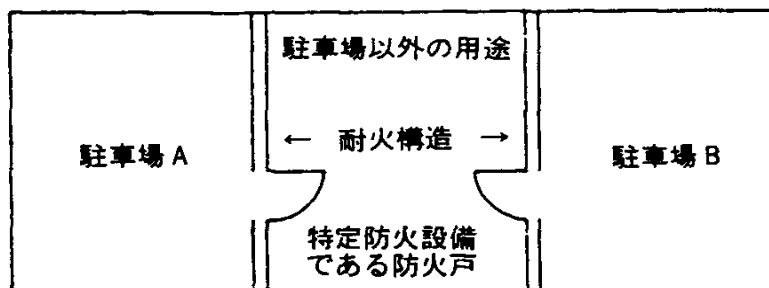 駐車場以外の用途
← 耐火構造 →
駐車場A
駐車場B
特定防火設備
である防火戸